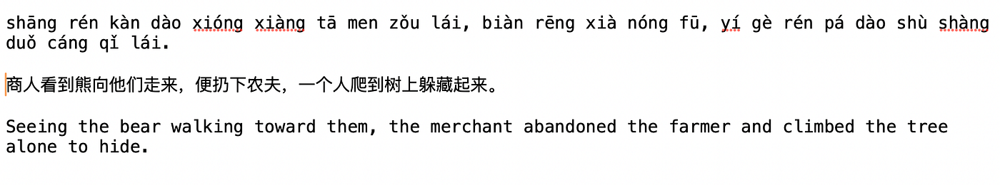 shāng rén kàn dào xióng xiàng tā men zǒu lái, biàn rēng xià nóng fū, yí gè rén pá dào shù shàng
duǒ cáng qǐ lái.
商人看到熊向他们走来，便扔下农夫，一个人爬到树上躲藏起来。
Seeing the bear walking toward them, the merchant abandoned the farmer and climbed the tree
alone to hide.